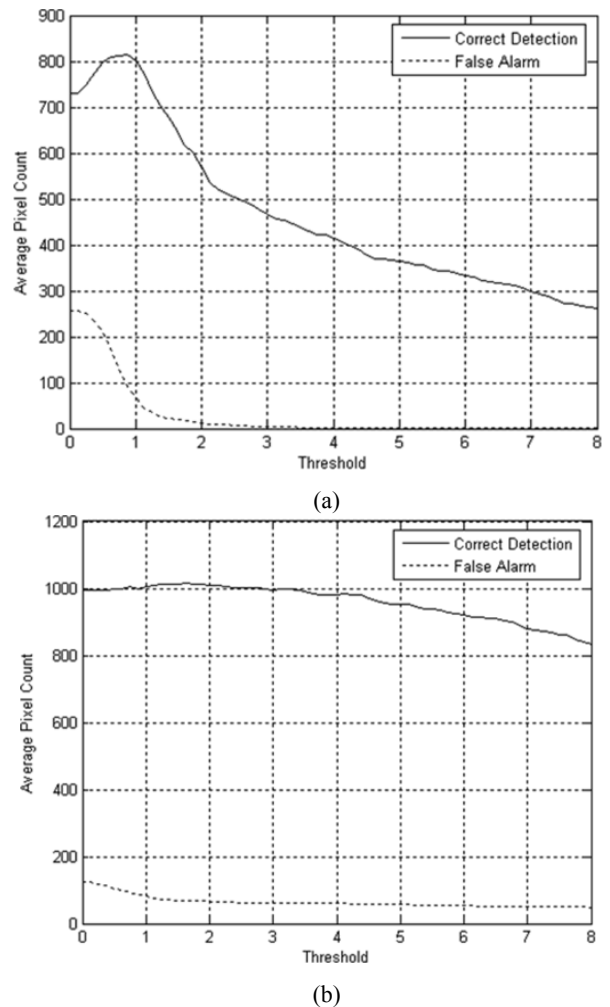 900
800
700
600
500
400
300
200
100
0
Average Pixel Count
Correct Detection
False Alarm
0 1 2 3 4 5 6 7 8
Threshold
(a)
1200
1000
800
600
400
200
0
Average Pixel Count
Correct Detection
False Alarm
0 1 2 3 4 5 6 7 8
Threshold
(b)